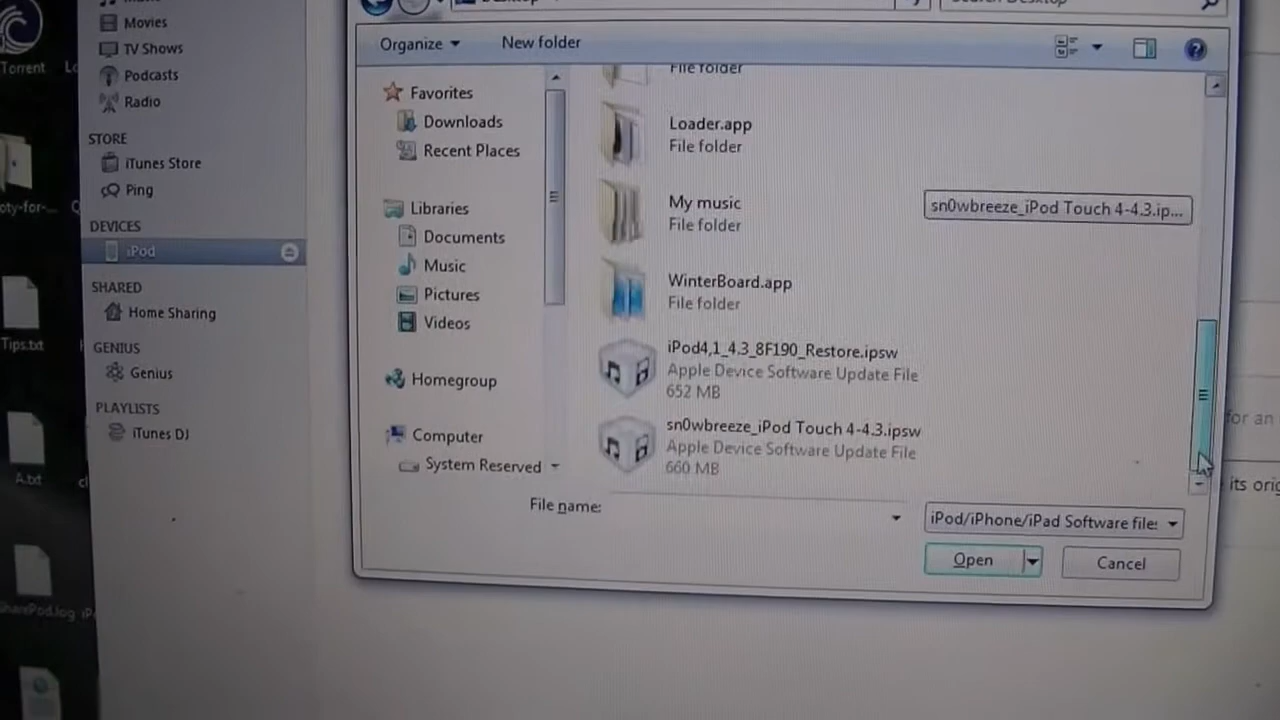 Movies
TV Shows
Podcasts
Radio
STORE
iTunes Store
Ping
DEVICES
iPod
SHARED
Home Sharing
GENIUS
Genius
PLAYLISTS
iTunes DJ
Torrent
Tips.txt
A.txt
SharePod.log
Organize
New folder
Favorites
Downloads
Recent Places
Libraries
Documents
Music
Pictures
Videos
Homegroup
Computer
System Reserved
File folder
Loader.app
File folder
My music
File folder
WinterBoard.app
File folder
iPod4,1_4.3_8F190_Restore.ipsw
Apple Device Software Update File
652 MB
sn0wbreeze_iPod Touch 4-4.3.ipsw
Apple Device Software Update File
660 MB
sn0wbreeze_iPod Touch 4-4.3.ip...
File name:
iPod/iPhone/iPad Software file:
Open
Cancel
for an
its orig